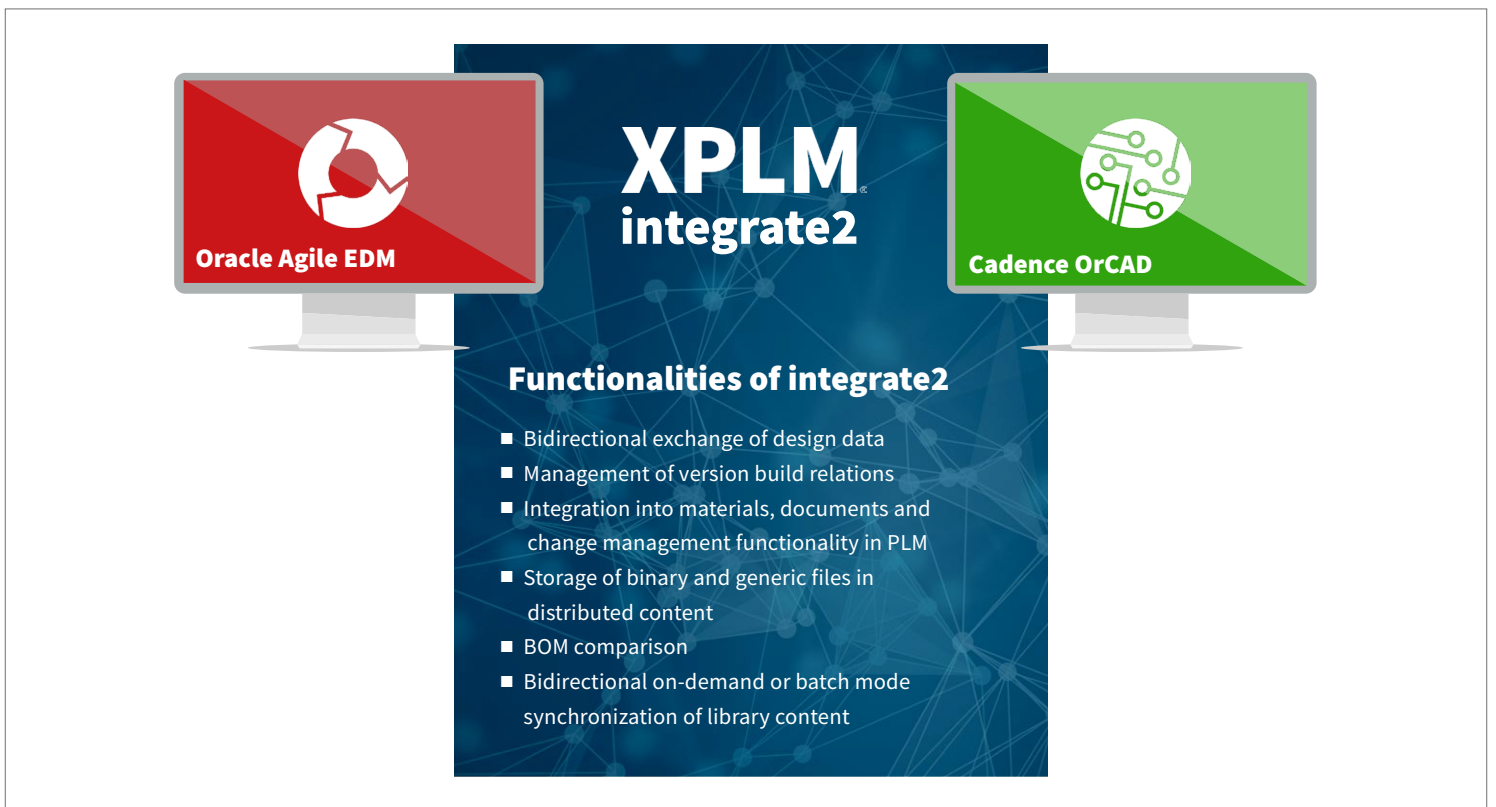 XPLM®
integrate2
Oracle Agile EDM
Cadence OrCAD
Functionalities of integrate2
■ Bidirectional exchange of design data
■ Management of version build relations
■ Integration into materials, documents and
change management functionality in PLM
■ Storage of binary and generic files in
distributed content
■ BOM comparison
■ Bidirectional on-demand or batch mode
synchronization of library content